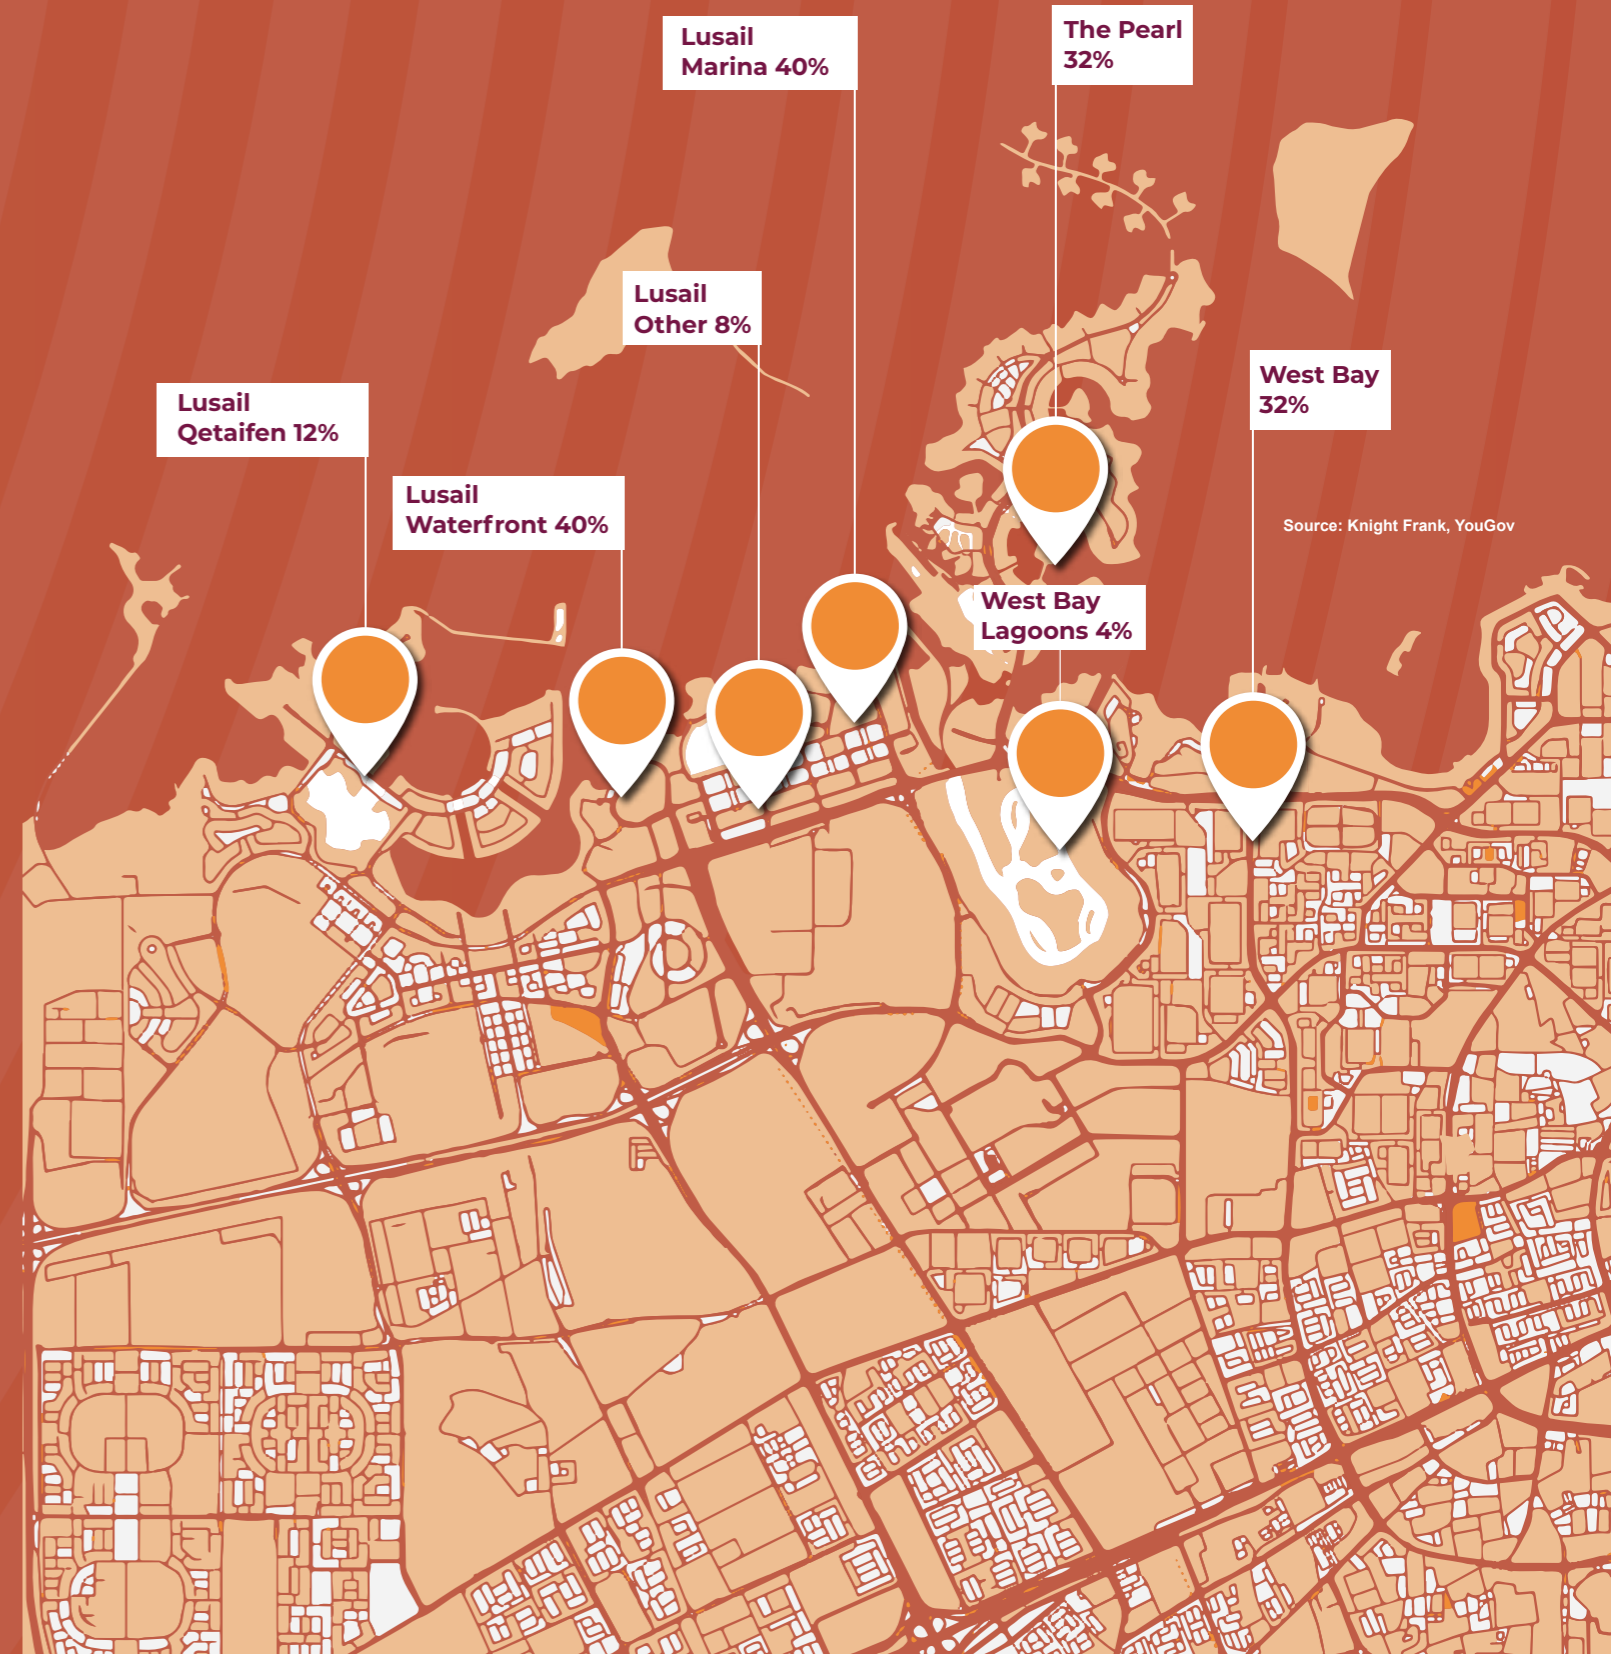 Lusail
Marina 40%
The Pearl
32%
Lusail
Other 8%
West Bay
32%
Lusail
Qetaifen 12%
Lusail
Waterfront 40%
Source: Knight Frank, YouGov
West Bay
Lagoons 4%